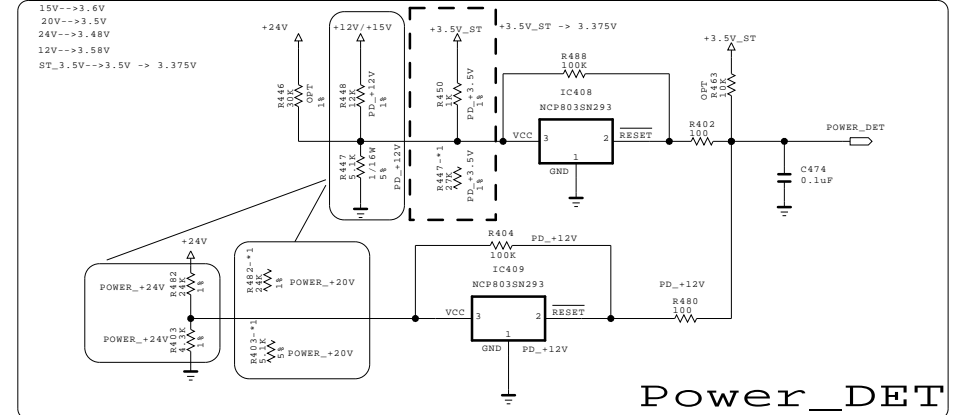 15V-->3.6V
20V-->3.5V
24V-->3.48V
12V-->3.58V
ST_3.5V-->3.5V -> 3.375V
+24V
+12V/+15V
+3.5V_ST
+3.5V_ST -> 3.375V
+3.5V_ST
R446
30K
OPT
1%
R448
12K
PD_+12V
1%
R450
1K
PD_+3.5V
1%
R488
100K
IC408
NCP803SN293
VCC
3
2
RESET
1
GND
OPT
R463
10K
R402
100
POWER_DET
C474
0.1uF
R447
5.1K
1/16W
5%
PD_+12V
R447-*1
27K
PD_+3.5V
1%
+24V
POWER_+24V
R482
24K
1%
R482-*1
24K
1%
POWER_+20V
POWER_+24V
R403
4.3K
1%
R403-*1
5.1K
5%
POWER_+20V
R404
100K
PD_+12V
IC409
NCP803SN293
VCC
3
2
RESET
1
GND
PD_+12V
PD_+12V
R480
100
Power_DET